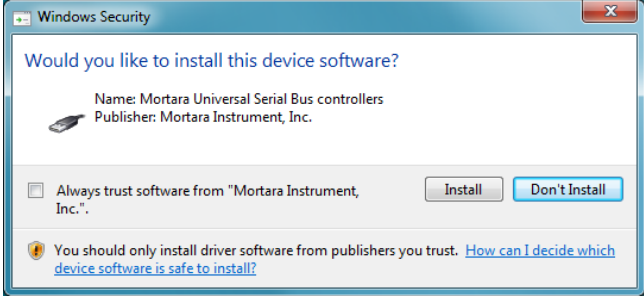 Windows Security
Would you like to install this device software?
Name: Mortara Universal Serial Bus controllers
Publisher: Mortara Instrument, Inc.
Always trust software from "Mortara Instrument,
Inc.".
Install
Don't Install
You should only install driver software from publishers you trust. How can I decide which
device software is safe to install?